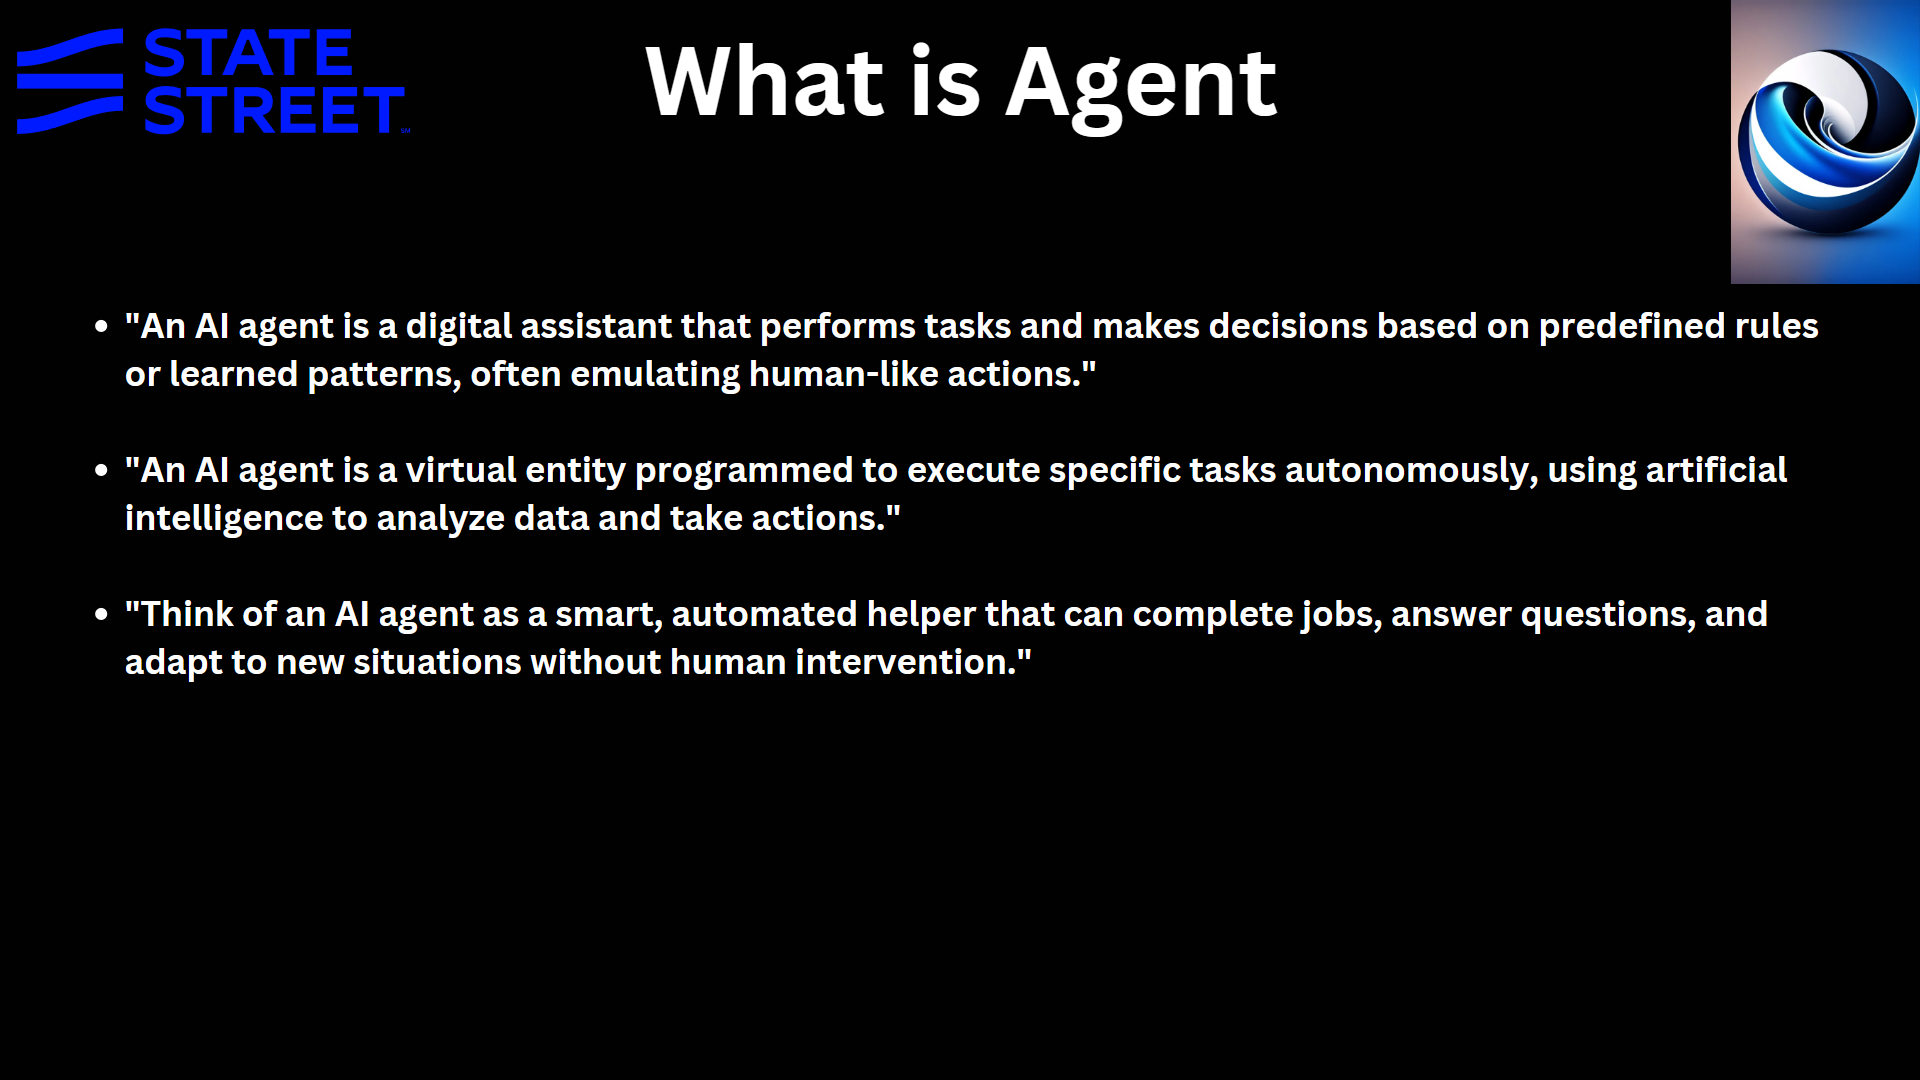 STATE
STREET
SM
What is Agent
• "An AI agent is a digital assistant that performs tasks and makes decisions based on predefined rules
or learned patterns, often emulating human-like actions."
• "An AI agent is a virtual entity programmed to execute specific tasks autonomously, using artificial
intelligence to analyze data and take actions."
• "Think of an AI agent as a smart, automated helper that can complete jobs, answer questions, and
adapt to new situations without human intervention."